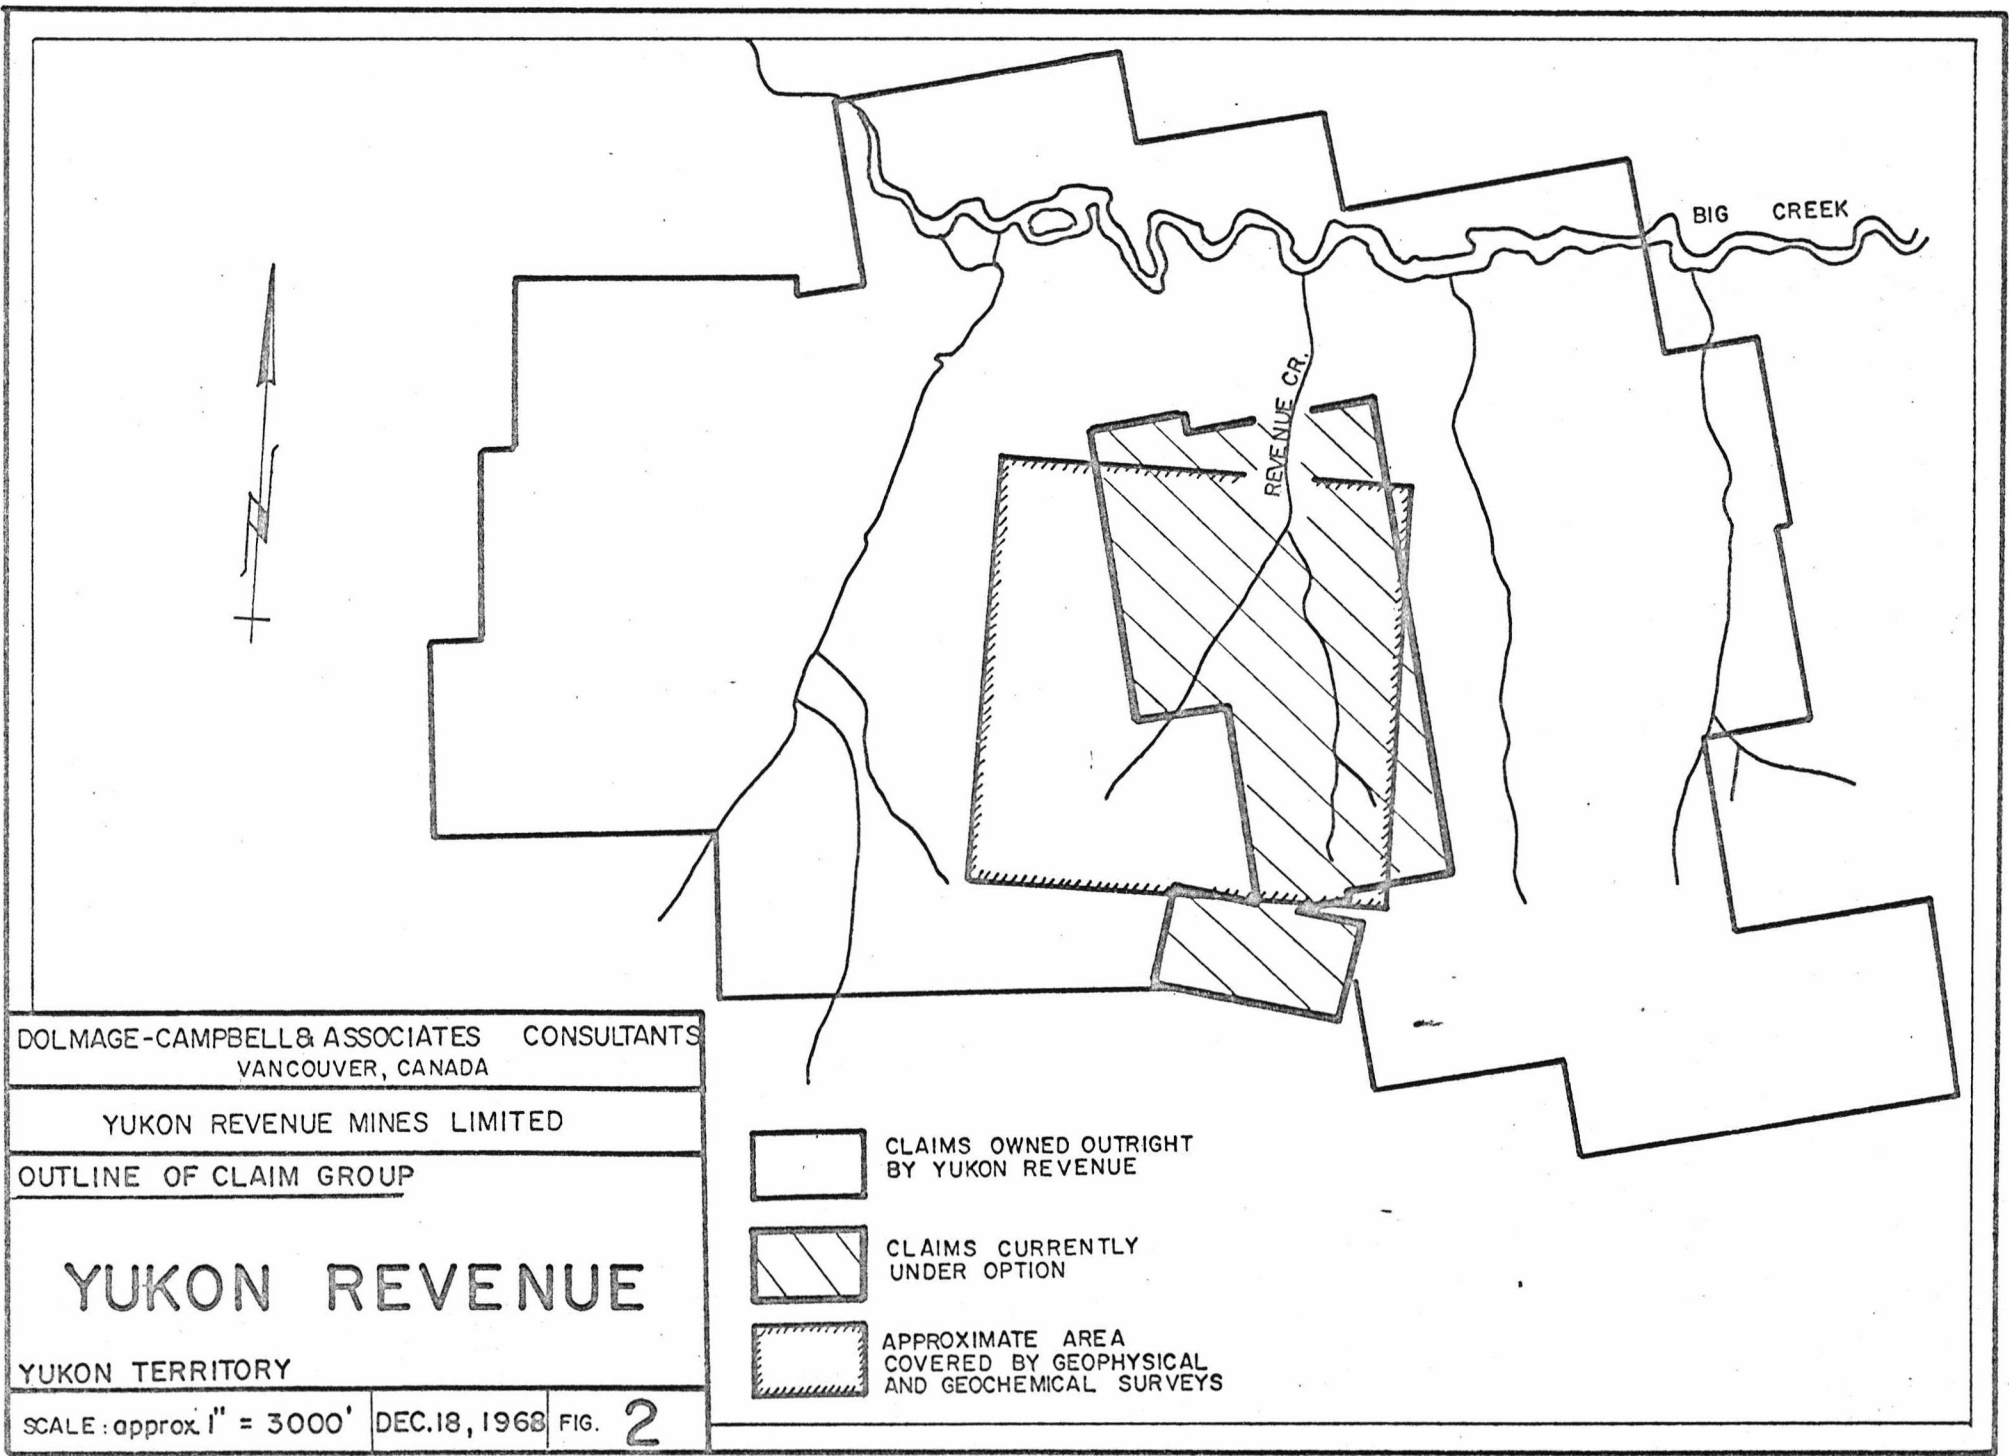 BIG CREEK
REVENUE CR.
DOLMAGE-CAMPBELL & ASSOCIATES CONSULTANTS
VANCOUVER, CANADA
YUKON REVENUE MINES LIMITED
OUTLINE OF CLAIM GROUP
YUKON REVENUE
YUKON TERRITORY
SCALE: approx. 1" = 3000' DEC.18, 1968 FIG. 2
CLAIMS OWNED OUTRIGHT
BY YUKON REVENUE
CLAIMS CURRENTLY
UNDER OPTION
APPROXIMATE AREA
COVERED BY GEOPHYSICAL
AND GEOCHEMICAL SURVEYS